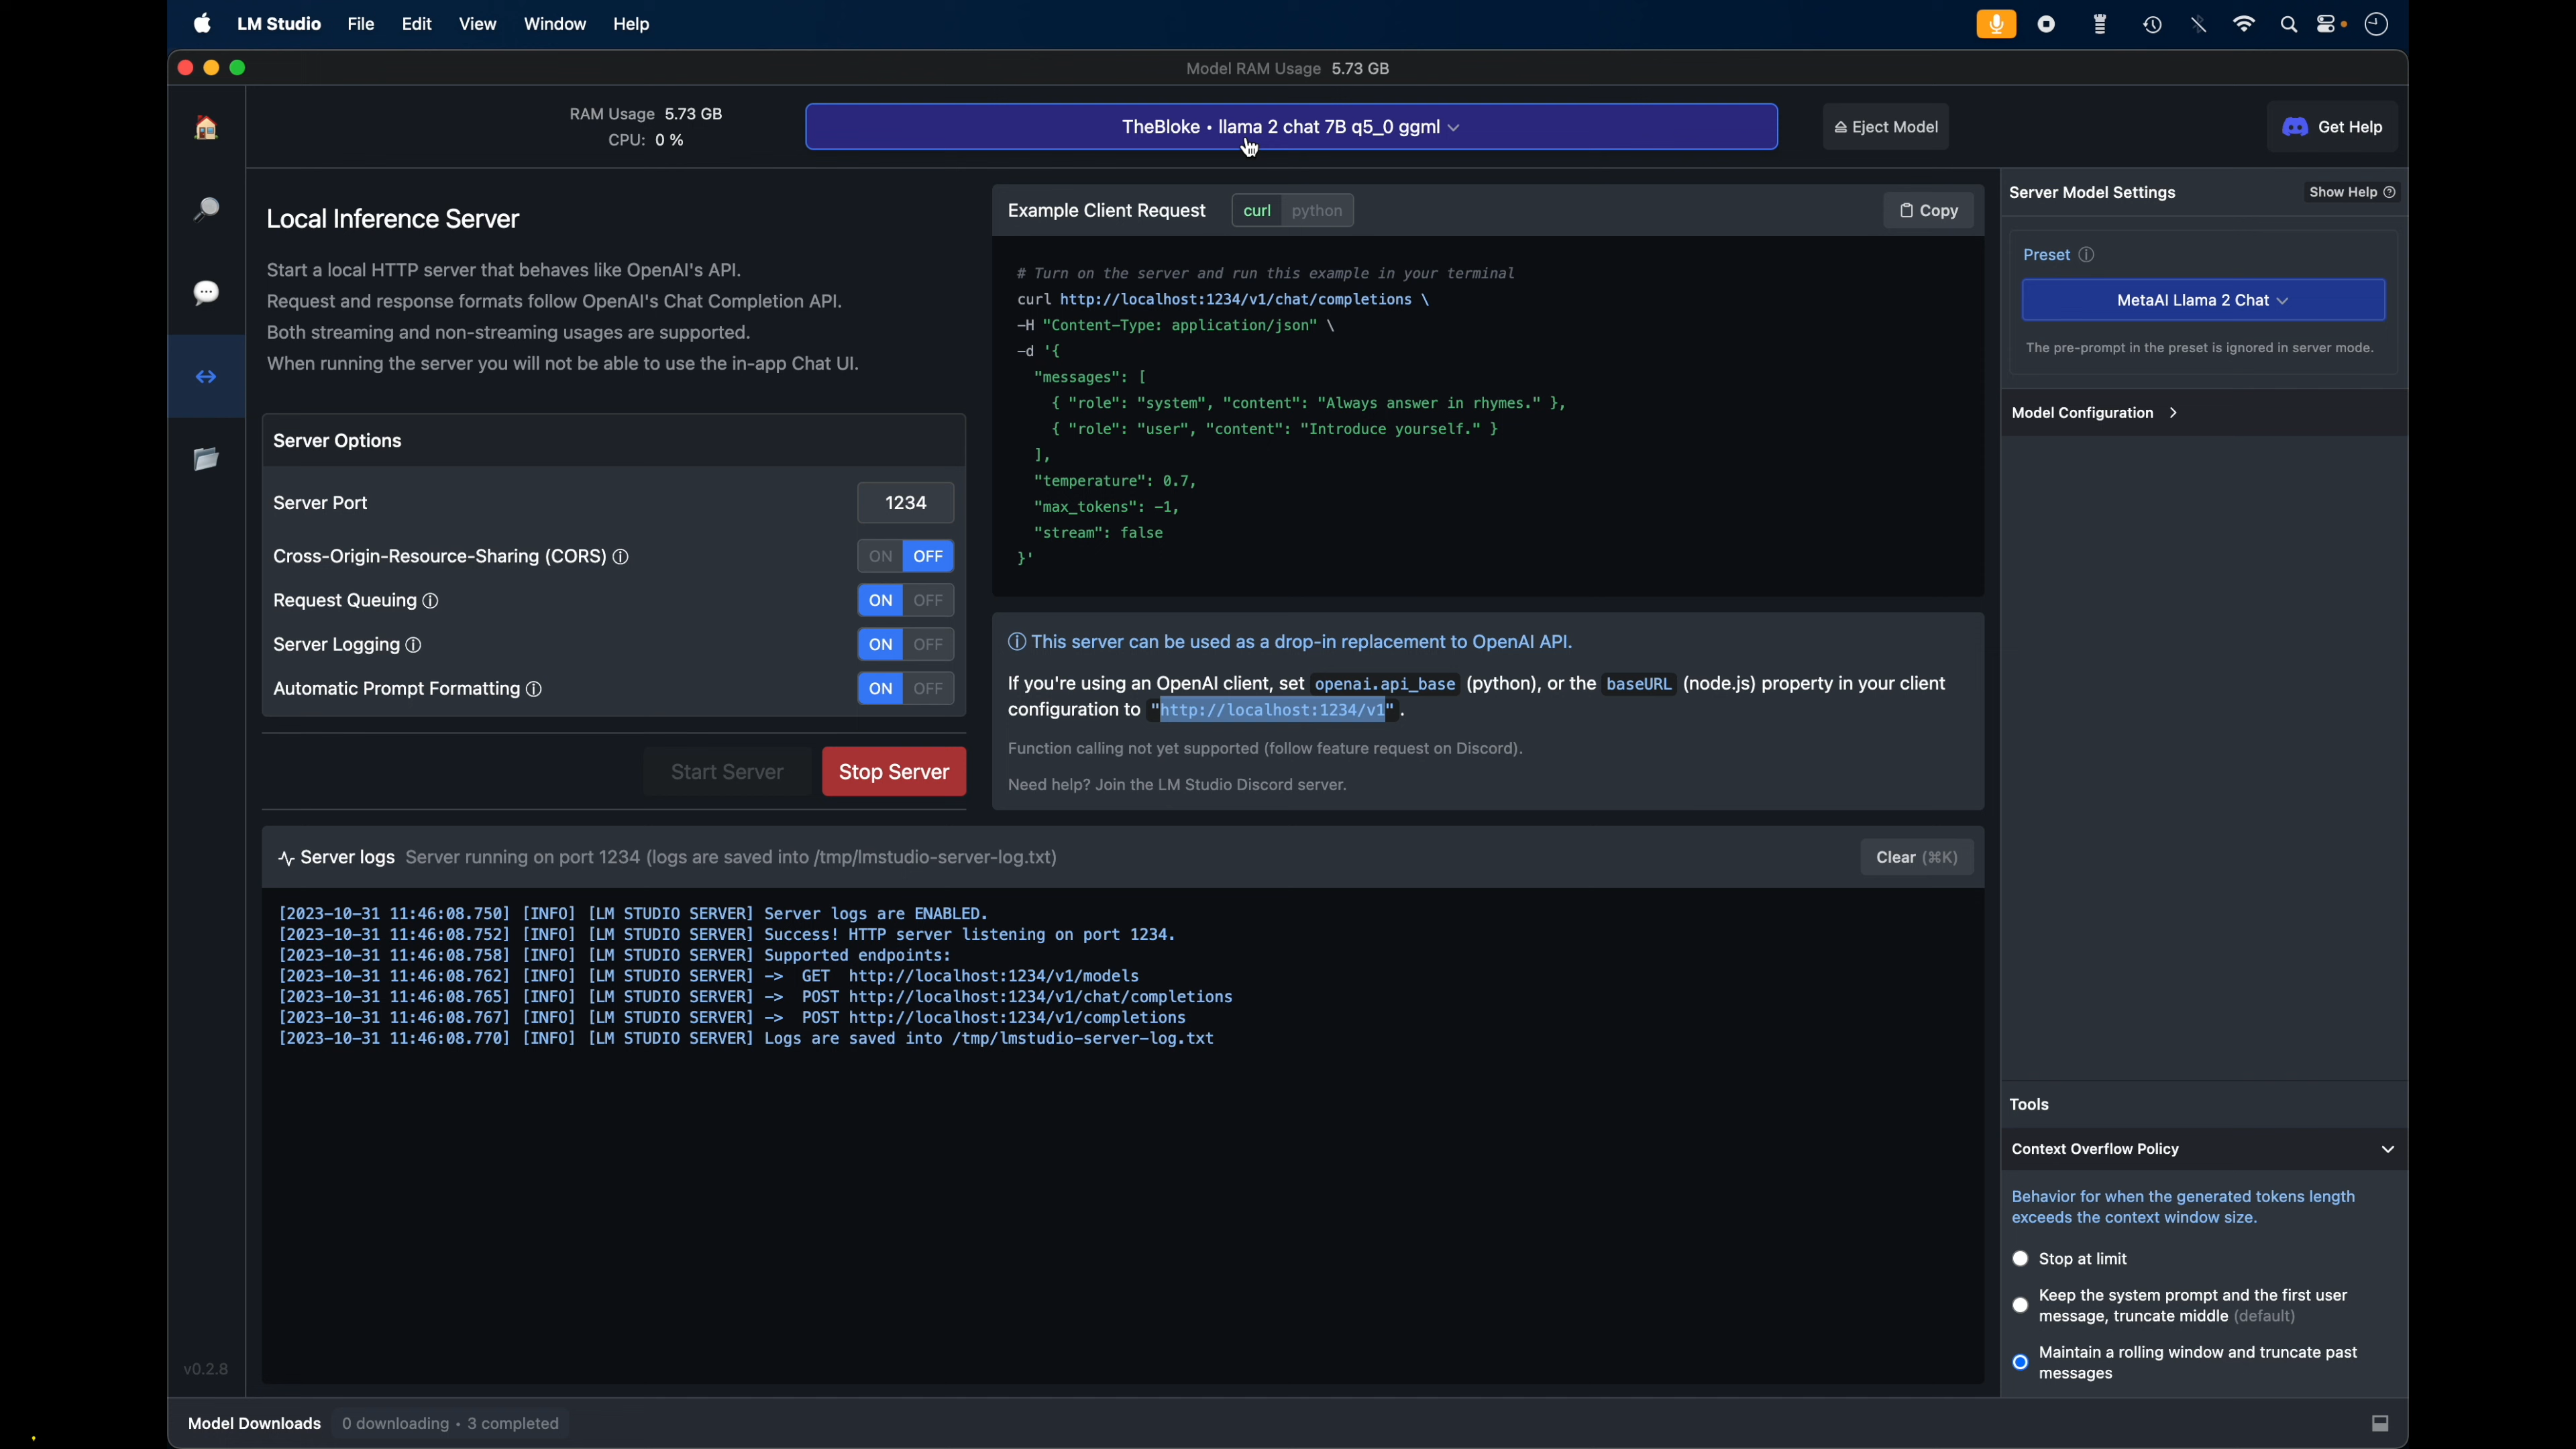 LM Studio File Edit View Window Help
Model RAM Usage 5.73 GB
RAM Usage 5.73 GB
CPU: 0 %
TheBloke • llama 2 chat 7B q5_0 ggml
Eject Model
Get Help
Local Inference Server
Start a local HTTP server that behaves like OpenAI's API.
Request and response formats follow OpenAI's Chat Completion API.
Both streaming and non-streaming usages are supported.
When running the server you will not be able to use the in-app Chat UI.
Server Options
Server Port 1234
Cross-Origin-Resource-Sharing (CORS) ON OFF
Request Queuing ON OFF
Server Logging ON OFF
Automatic Prompt Formatting ON OFF
Start Server Stop Server
Example Client Request curl python Copy
# Turn on the server and run this example in your terminal
curl http://localhost:1234/v1/chat/completions \
-H "Content-Type: application/json" \
-d '{
"messages": [
{ "role": "system", "content": "Always answer in rhymes." },
{ "role": "user", "content": "Introduce yourself." }
],
"temperature": 0.7,
"max_tokens": -1,
"stream": false
}'
This server can be used as a drop-in replacement to OpenAI API.
If you're using an OpenAI client, set openai.api_base (python), or the baseURL (node.js) property in your client
configuration to "http://localhost:1234/v1".
Function calling not yet supported (follow feature request on Discord).
Need help? Join the LM Studio Discord server.
Server logs Server running on port 1234 (logs are saved into /tmp/lmstudio-server-log.txt) Clear (⌘K)
[2023-10-31 11:46:08.750] [INFO] [LM STUDIO SERVER] Server logs are ENABLED.
[2023-10-31 11:46:08.752] [INFO] [LM STUDIO SERVER] Success! HTTP server listening on port 1234.
[2023-10-31 11:46:08.758] [INFO] [LM STUDIO SERVER] Supported endpoints:
[2023-10-31 11:46:08.762] [INFO] [LM STUDIO SERVER] -> GET http://localhost:1234/v1/models
[2023-10-31 11:46:08.765] [INFO] [LM STUDIO SERVER] -> POST http://localhost:1234/v1/chat/completions
[2023-10-31 11:46:08.767] [INFO] [LM STUDIO SERVER] -> POST http://localhost:1234/v1/completions
[2023-10-31 11:46:08.770] [INFO] [LM STUDIO SERVER] Logs are saved into /tmp/lmstudio-server-log.txt
Server Model Settings Show Help
Preset
MetaAI Llama 2 Chat
The pre-prompt in the preset is ignored in server mode.
Model Configuration
Tools
Context Overflow Policy
Behavior for when the generated tokens length
exceeds the context window size.
Stop at limit
Keep the system prompt and the first user
message, truncate middle (default)
Maintain a rolling window and truncate past
messages
v0.2.8
Model Downloads 0 downloading • 3 completed